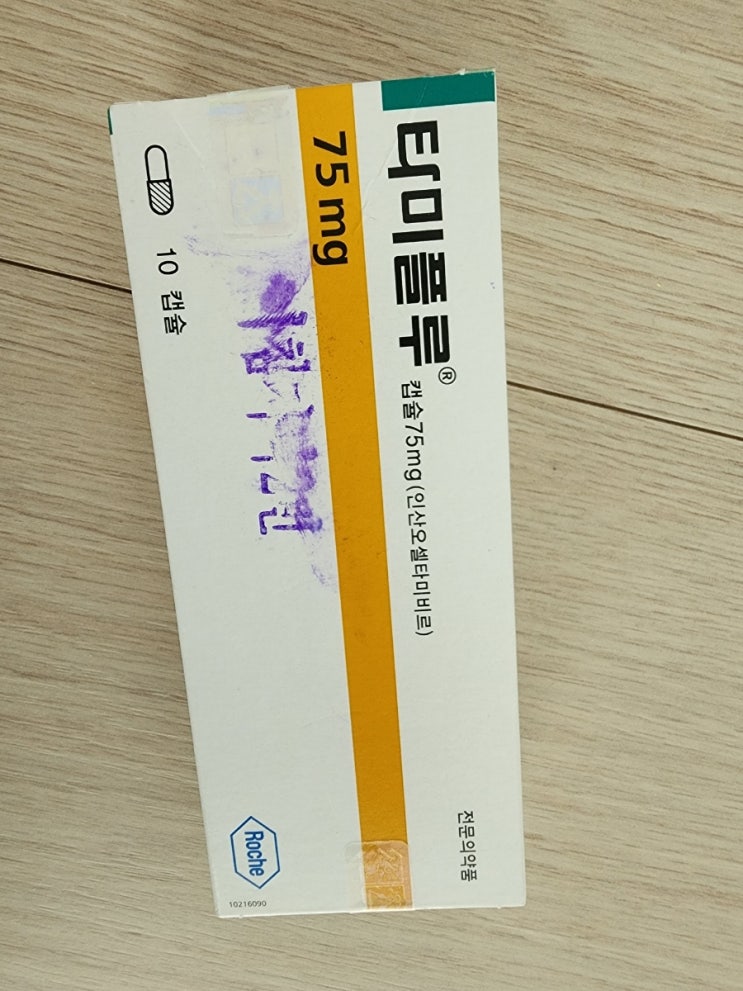 타미플루®
캡슐75mg (인산오셀타미비르)
전문의약품
75 mg
10 캡슐
Roche
10216090